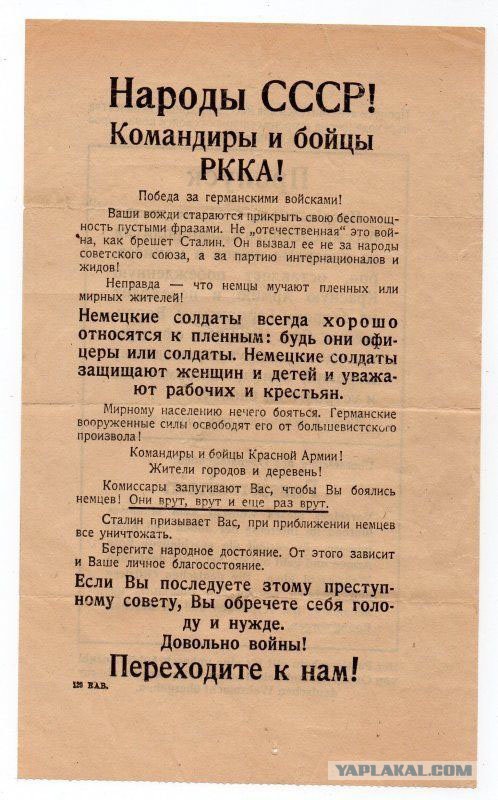 Народы СССР!
Командиры и бойцы
РККА!
Победа за германскими войсками!
Ваши вожди стараются прикрыть свою беспомощ-
ность пустыми фразами. Не „отечественная" это вой-
на, как брешет Сталин. Он вызвал ее не за народы
советского союза, а за партию интернационалов и
жидов!
Неправда — что немцы мучают пленных или
мирных жителей!
Немецкие солдаты всегда хорошо
относятся к пленным: будь они офи-
церы или солдаты. Немецкие солдаты
защищают женщин и детей и уважа-
ют рабочих и крестьян.
Мирному населению нечего бояться. Германские
вооруженные силы освободят его от большевистского
произвола!
Командиры и бойцы Красной Армии!
Жители городов и деревень!
Комиссары запугивают Вас, чтобы Вы боялись
немцев! Они врут, врут и еще раз врут.
Сталин призывает Вас, при приближении немцев
все уничтожать.
Берегите народное достояние. От этого зависит
и Ваше личное благосостояние.
Если Вы последуете этому преступ-
ному совету, Вы обречете себя голо-
ду и нужде.
Довольно войны!
Переходите к нам!
126 RAB.
YAPLAKAL.COM